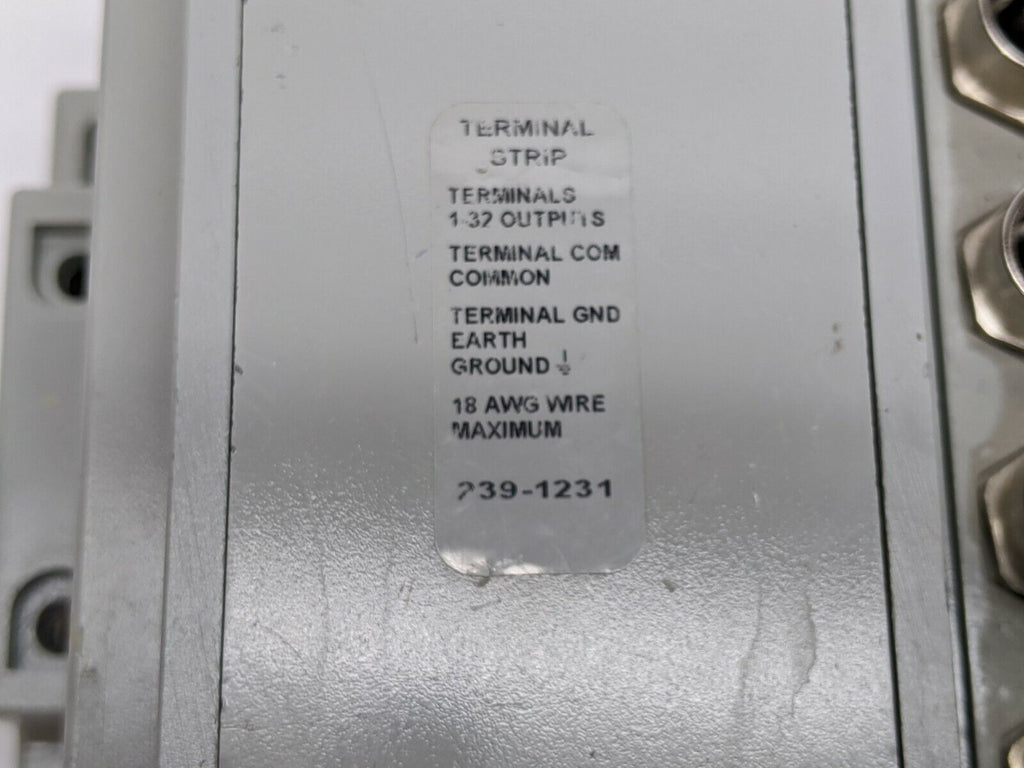 TERMINAL
STRIP
TERMINALS
1-32 OUTPUTS
TERMINAL COM
COMMON
TERMINAL GND
EARTH
GROUND
18 AWG WIRE
MAXIMUM
239-1231